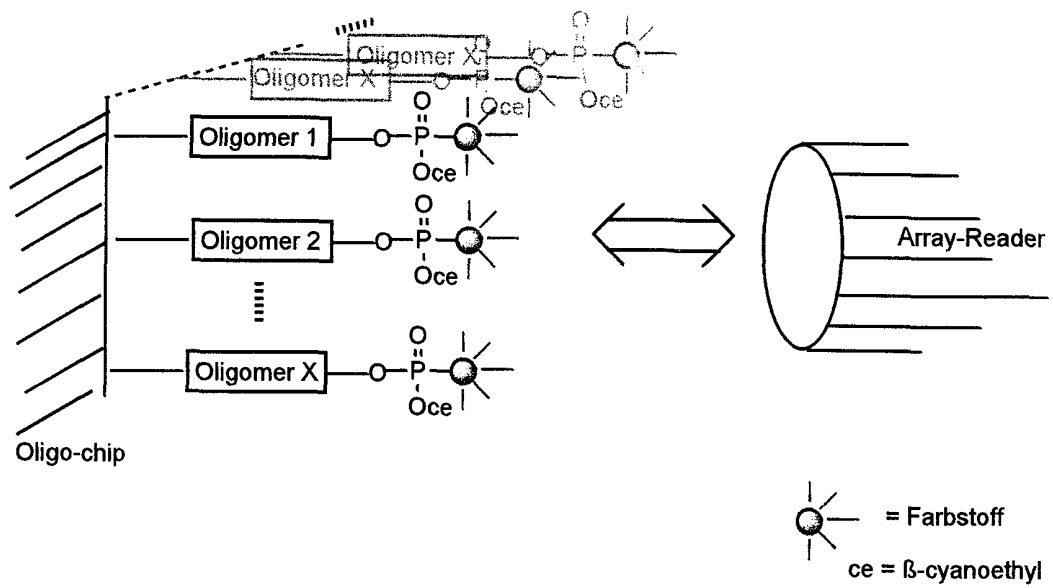 Oligomer X O P
Oligomer X O P O
Oce Oce
O
Oligomer 1 O P
Oce
O
Oligomer 2 O P
Oce
Array-Reader
O
Oligomer X O P
Oce
Oligo-chip
= Farbstoff
ce = ß-cyanoethyl